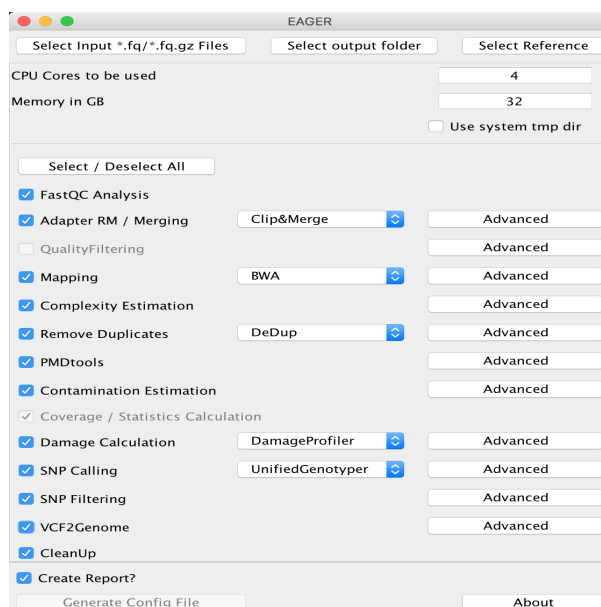 EAGER
Select Input *.fq/*.fq.gz Files Select output folder Select Reference
CPU Cores to be used 4
Memory in GB 32
Use system tmp dir
Select / Deselect All
FastQC Analysis
Adapter RM / Merging Clip&Merge Advanced
QualityFiltering Advanced
Mapping BWA Advanced
Complexity Estimation Advanced
Remove Duplicates DeDup Advanced
PMDtools Advanced
Contamination Estimation Advanced
Coverage / Statistics Calculation
Damage Calculation DamageProfiler Advanced
SNP Calling UnifiedGenotyper Advanced
SNP Filtering Advanced
VCF2Genome Advanced
CleanUp
Create Report?
Generate Config File About